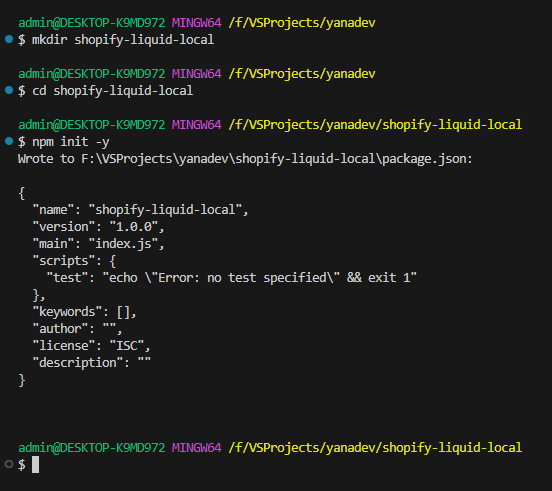 admin@DESKTOP-K9MD972 MINGW64 /f/VSProjects/yanadev
$ mkdir shopify-liquid-local
admin@DESKTOP-K9MD972 MINGW64 /f/VSProjects/yanadev
$ cd shopify-liquid-local
admin@DESKTOP-K9MD972 MINGW64 /f/VSProjects/yanadev/shopify-liquid-local
$ npm init -y
Wrote to F:\VSProjects\yanadev\shopify-liquid-local\package.json:
{
  "name": "shopify-liquid-local",
  "version": "1.0.0",
  "main": "index.js",
  "scripts": {
    "test": "echo \"Error: no test specified\" && exit 1"
  },
  "keywords": [],
  "author": "",
  "license": "ISC",
  "description": ""
}
admin@DESKTOP-K9MD972 MINGW64 /f/VSProjects/yanadev/shopify-liquid-local
$